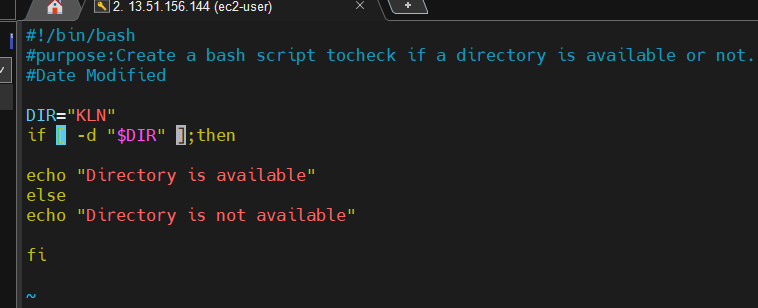 2. 13.51.156.144 (ec2-user)
#!/bin/bash
#purpose:Create a bash script tocheck if a directory is available or not.
#Date Modified
DIR="KLN"
if [ -d "$DIR" ];then
echo "Directory is available"
else
echo "Directory is not available"
fi
~